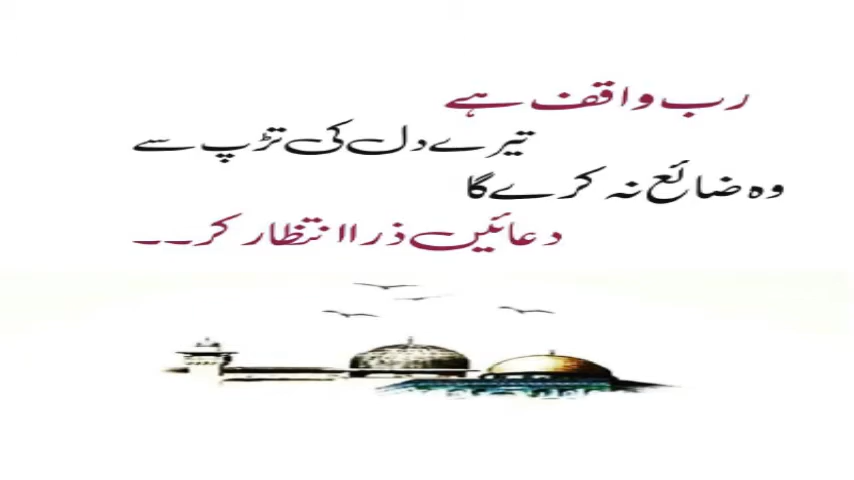 رب واقف ہے
تیرے دل کی تڑپ سے
وہ ضائع نہ کرے گا
دعائیں ذرا انتظار کر۔۔۔